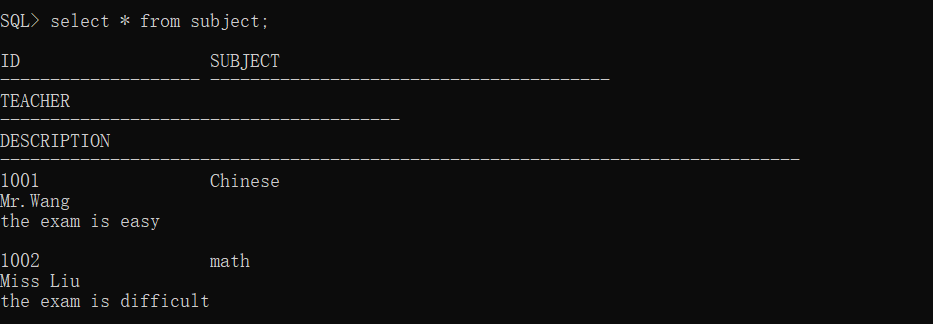 SQL> select * from subject;
ID                   SUBJECT
-------------------- ----------------------------------------
TEACHER
----------------------------------------
DESCRIPTION
--------------------------------------------------------------------------------
1001                 Chinese
Mr.Wang
the exam is easy
1002                 math
Miss Liu
the exam is difficult